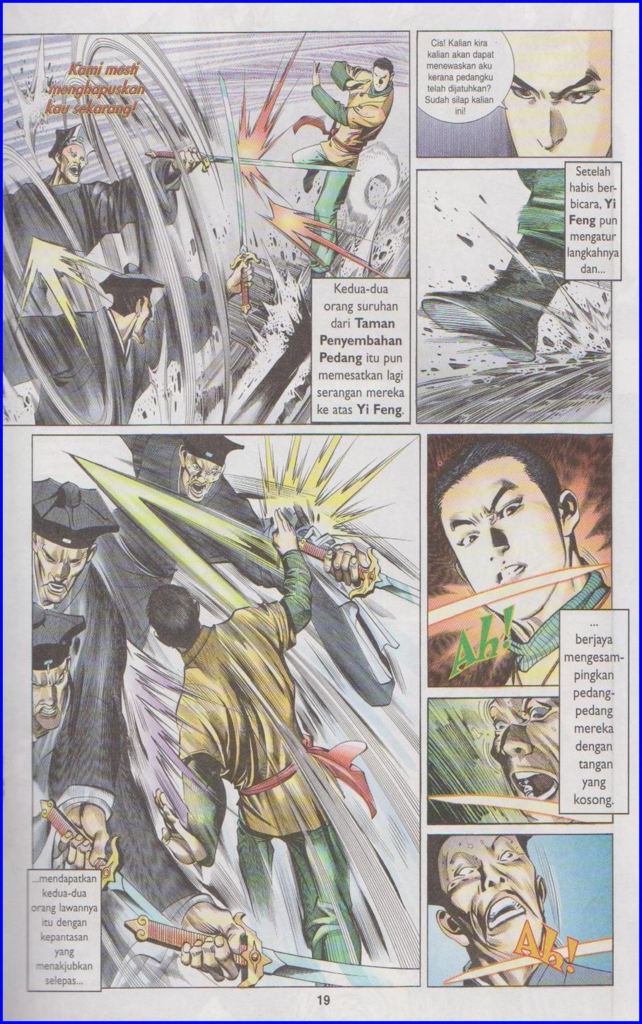 Kami mesti
menghapuskan
kau sekarang!
Cis! Kalian kira
kalian akan dapat
menewaskan aku
kerana pedangku
telah dijatuhkan?
Sudah silap kalian
ini!
Setelah
habis ber-
bicara, Yi
Feng pun
mengatur
langkahnya
dan...
Kedua-dua
orang suruhan
dari Taman
Penyembahan
Pedang itu pun
memesatkan lagi
serangan mereka
ke atas Yi Feng.
...mendapatkan
kedua-dua
orang lawannya
itu dengan
kepantasan
yang
menakjubkan
selepas...
Ah!
...
berjaya
mengesam-
pingkan
pedang-
pedang
mereka
dengan
tangan
yang
kosong.
Ah!
19